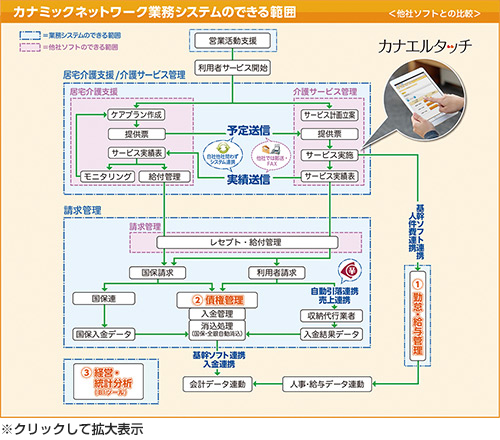 カナミックネットワーク業務システムのできる範囲
＜他社ソフトとの比較＞
＝業務システムのできる範囲
＝他社ソフトのできる範囲
営業活動支援
カナエルタッチ
利用者サービス開始
居宅介護支援/介護サービス管理
居宅介護支援
介護サービス管理
ケアプラン作成
サービス計画立案
提供票
予定送信
提供票
サービス実績表
自社他社問わず
システム連携
他社では郵送・
FAX
サービス実施
モニタリング
給付管理
実績送信
サービス実績表
請求管理
請求管理
レセプト・給付管理
国保請求
利用者請求
基幹ソフト連携
人件費連携
国保連
② 債権管理
入金管理
消込処理
(国保・全銀自動消込)
自動引落連携
売上連携
収納代行業者
国保入金データ
入金結果データ
① 勤怠・給与管理
基幹ソフト連携
入金連携
③ 経営・
統計分析
(BIツール)
会計データ連動
人事・給与データ連動
※クリックして拡大表示